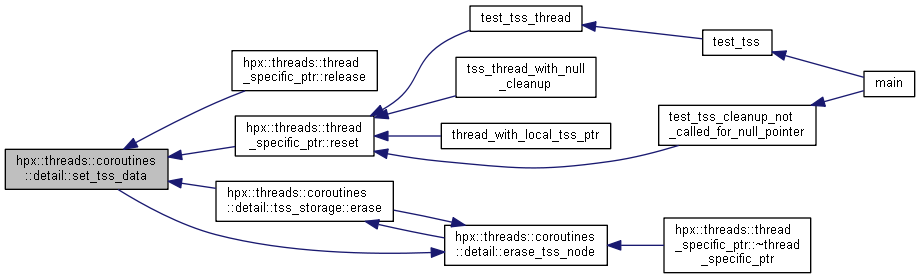 test_tss_thread
test_tss
hpx::threads::thread
_specific_ptr::release
tss_thread_with_null
_cleanup
main
hpx::threads::thread
_specific_ptr::reset
thread_with_local_tss_ptr
test_tss_cleanup_not
_called_for_null_pointer
hpx::threads::coroutines
::detail::set_tss_data
hpx::threads::coroutines
::detail::tss_storage::erase
hpx::threads::coroutines
::detail::erase_tss_node
hpx::threads::thread
_specific_ptr::~thread
_specific_ptr